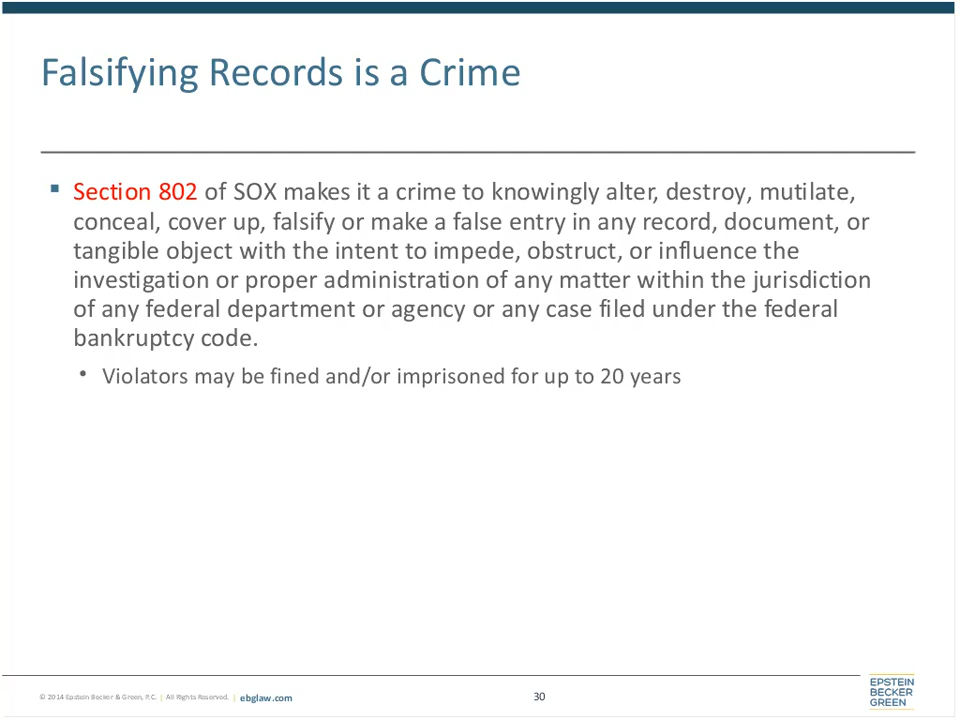 Falsifying Records is a Crime
▪ Section 802 of SOX makes it a crime to knowingly alter, destroy, mutilate,
conceal, cover up, falsify or make a false entry in any record, document, or
tangible object with the intent to impede, obstruct, or influence the
investigation or proper administration of any matter within the jurisdiction
of any federal department or agency or any case filed under the federal
bankruptcy code.
• Violators may be fined and/or imprisoned for up to 20 years
© 2014 Epstein Becker & Green, P.C. | All Rights Reserved. | ebglaw.com
30
EPSTEIN
BECKER
GREEN